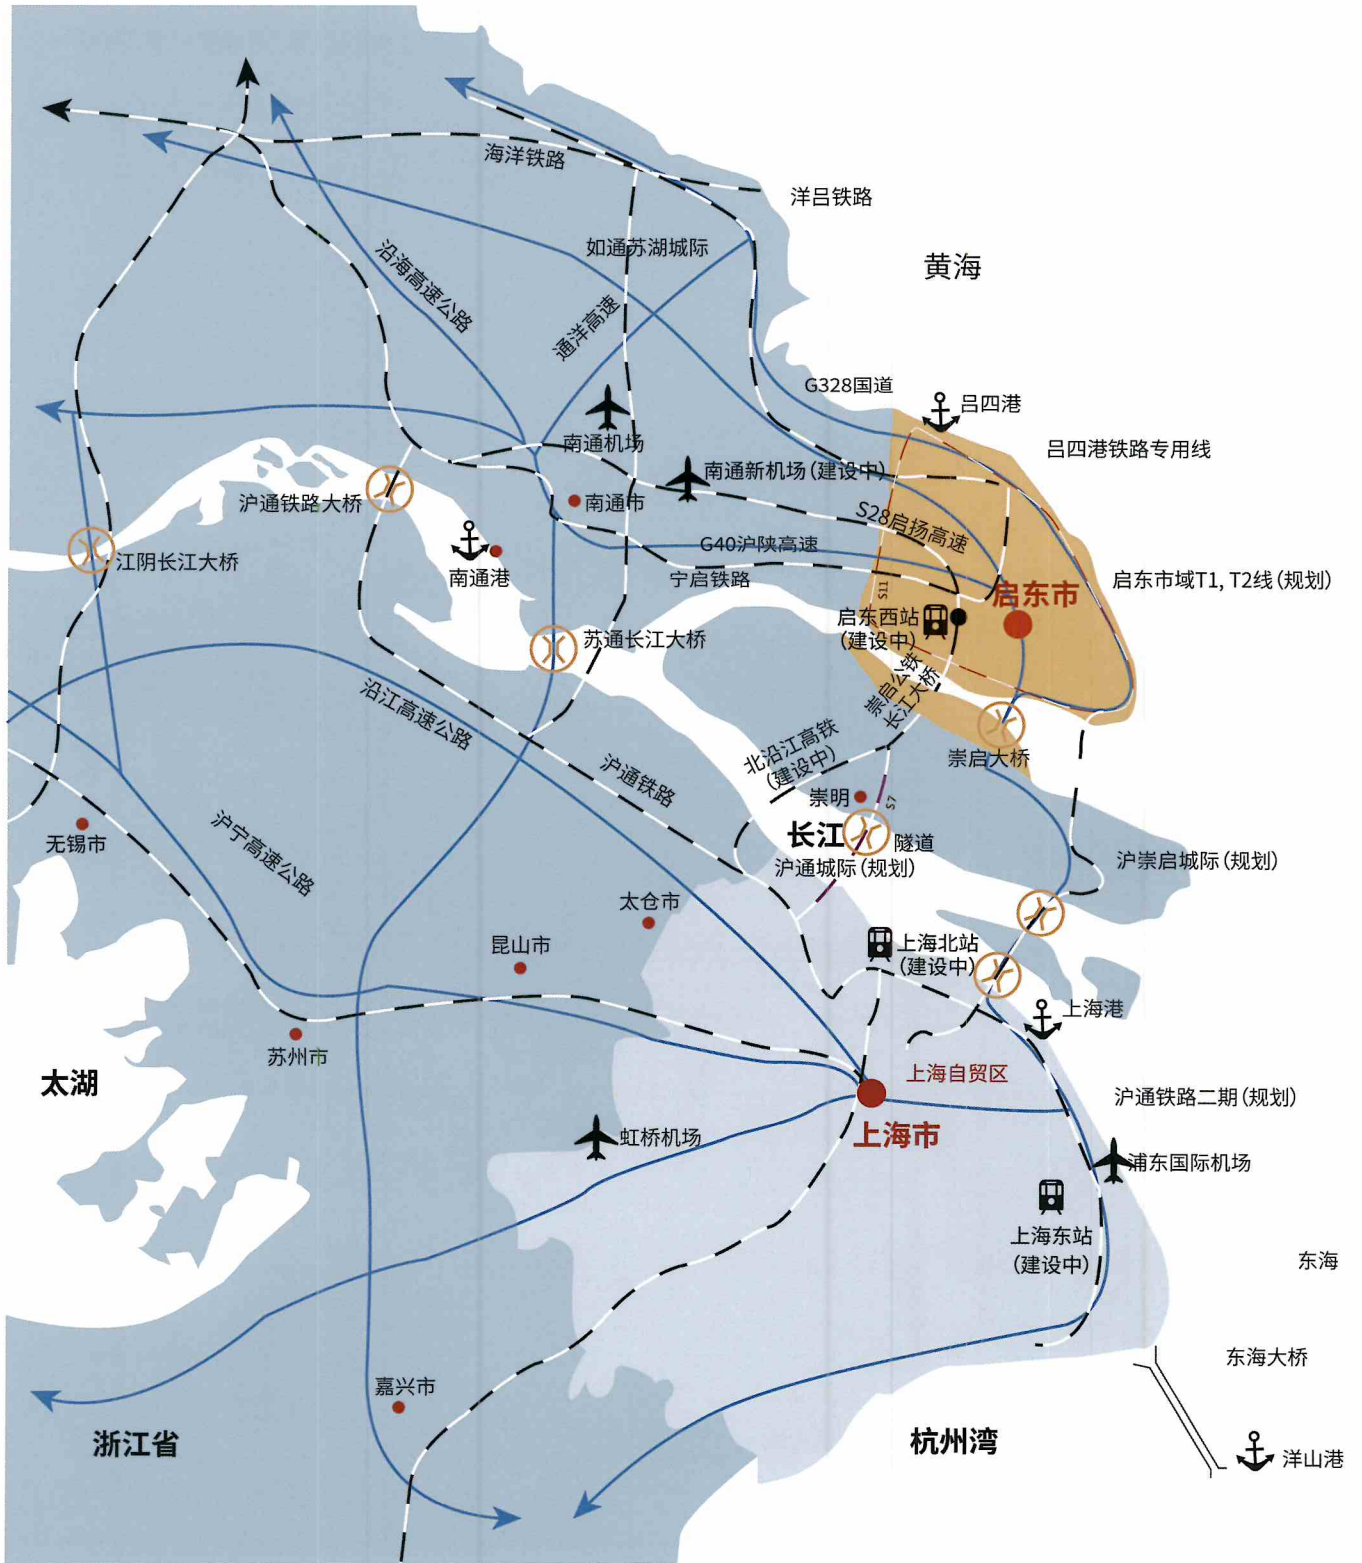 海洋铁路
洋吕铁路
黄海
如通苏湖城际
沿海高速公路
通洋高速
G328国道
吕四港
吕四港铁路专用线
南通机场
南通新机场(建设中)
沪通铁路大桥
南通市
S28启扬高速
G40沪陕高速
江阴长江大桥
南通港
宁启铁路
S11
启东市
启东市域T1, T2线(规划)
启东西站
(建设中)
苏通长江大桥
崇启公铁
长江大桥
沿江高速公路
北沿江高铁
(建设中)
崇启大桥
沪通铁路
崇明
S7
长江
隧道
无锡市
沪宁高速公路
沪通城际(规划)
沪崇启城际(规划)
太仓市
昆山市
上海北站
(建设中)
上海港
苏州市
太湖
上海自贸区
沪通铁路二期(规划)
上海市
虹桥机场
浦东国际机场
上海东站
(建设中)
东海
东海大桥
嘉兴市
浙江省
杭州湾
洋山港